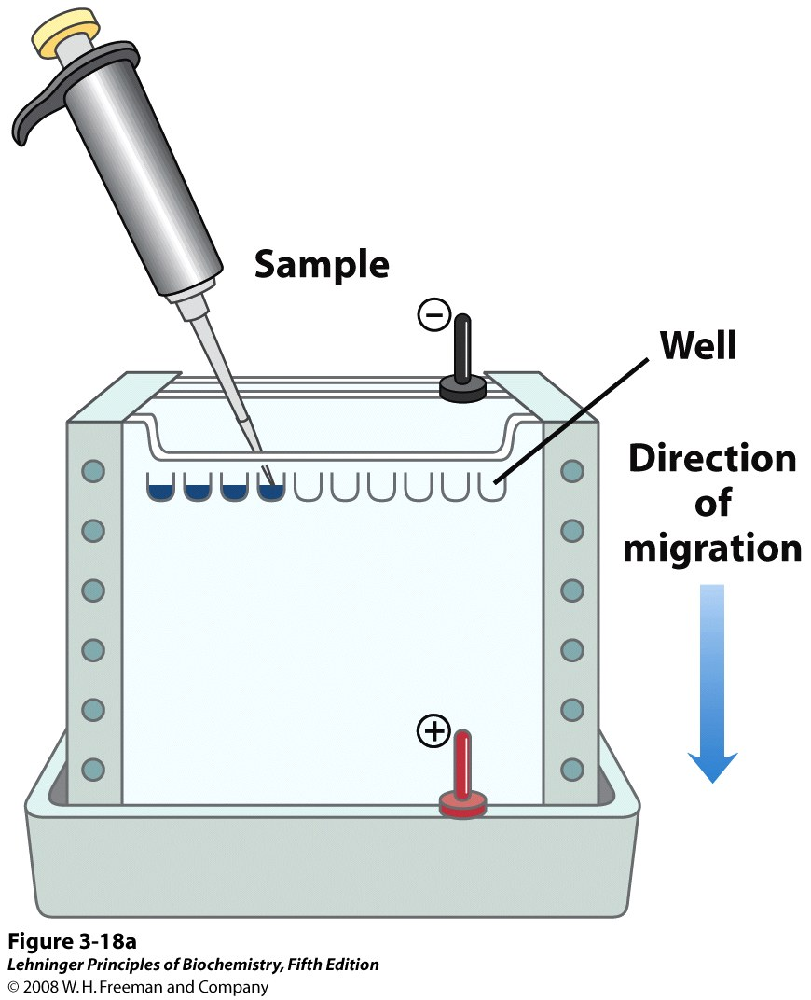 Sample
−
Well
Direction
of
migration
+
Figure 3-18a
Lehninger Principles of Biochemistry, Fifth Edition
© 2008 W. H. Freeman and Company